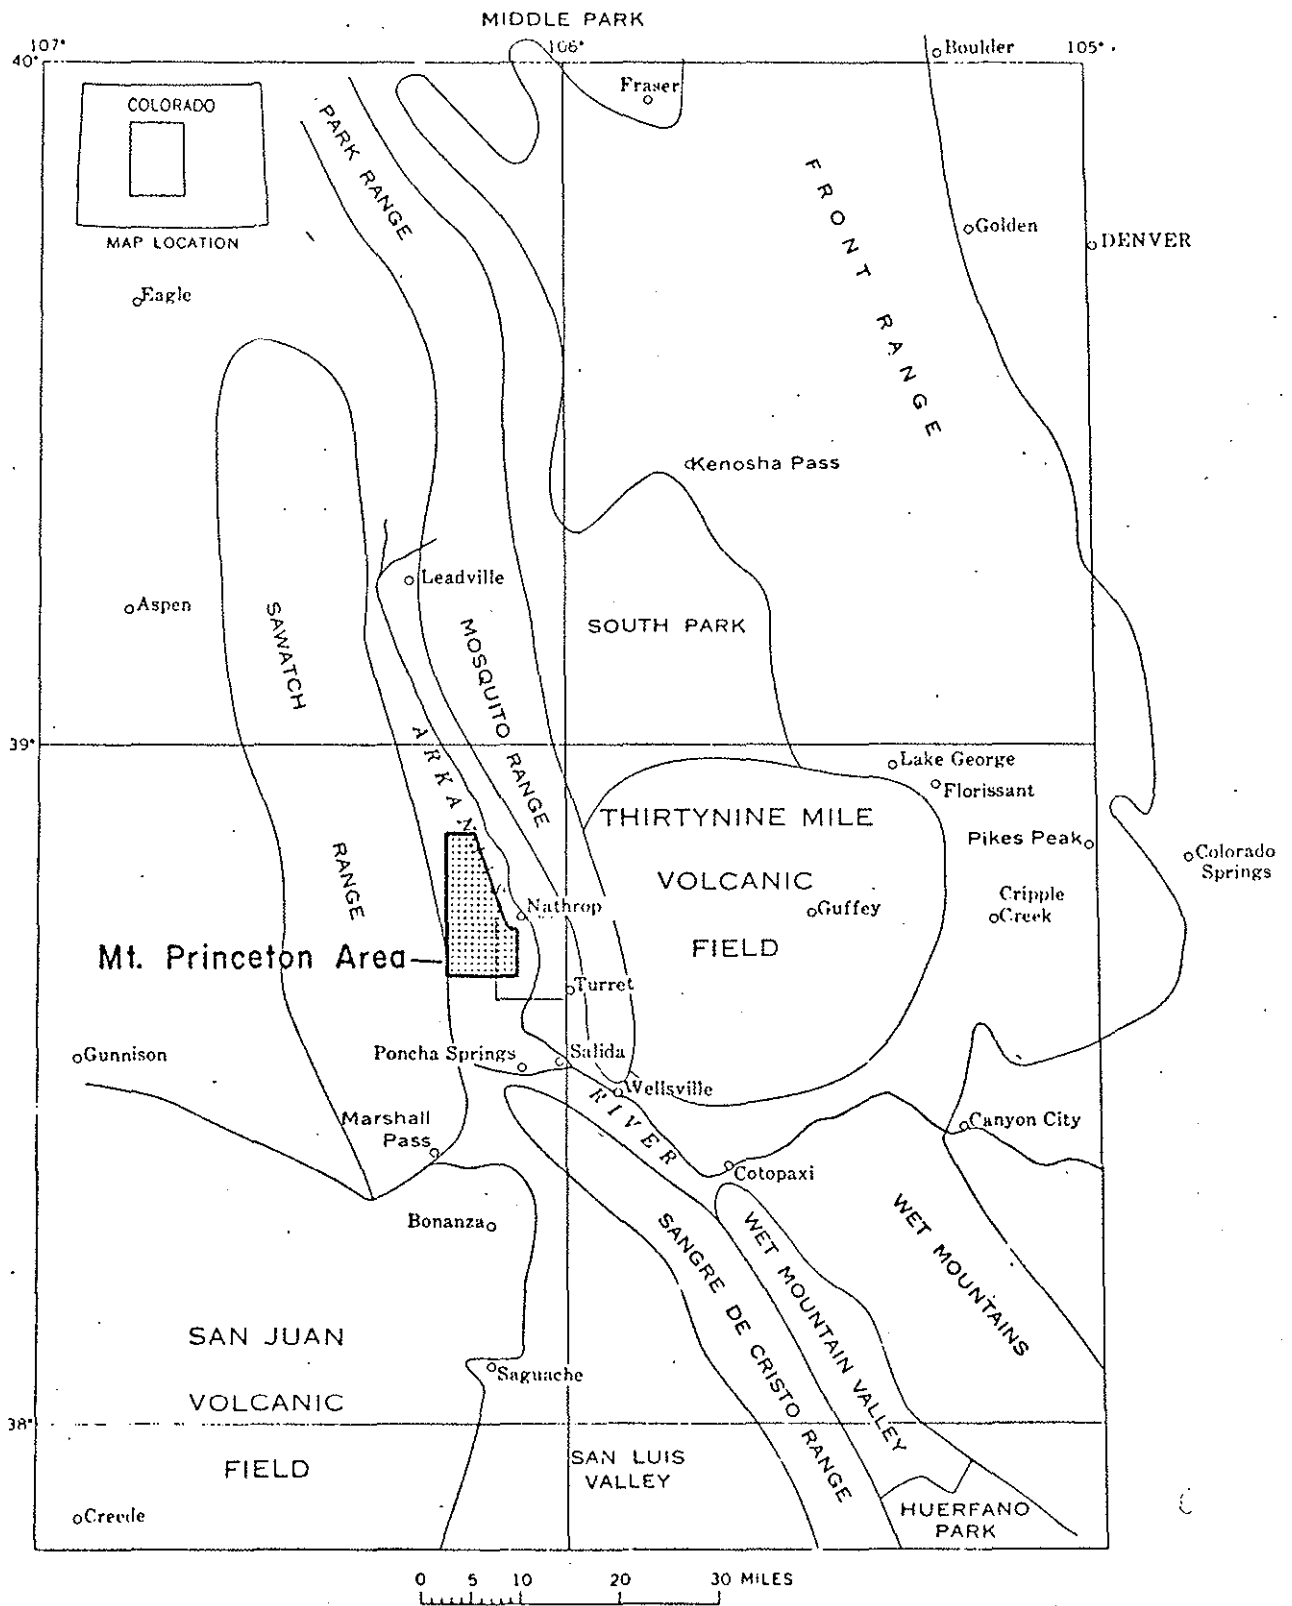 MIDDLE PARK
107°
106°
105°
40°
Boulder
Fraser
COLORADO
MAP LOCATION
PARK RANGE
FRONT RANGE
Golden
DENVER
Eagle
Kenosha Pass
Leadville
Aspen
SAWATCH
MOSQUITO RANGE
SOUTH PARK
39°
ARKAN
Lake George
Florissant
THIRTYNINE MILE
VOLCANIC
FIELD
Pikes Peak
Colorado
Springs
Cripple
Creek
Guffey
RANGE
Nathrop
Mt. Princeton Area
Turret
Gunnison
Poncha Springs
Salida
Wellsville
RIVER
Marshall
Pass
Canyon City
Cotopaxi
Bonanza
SANGRE DE CRISTO RANGE
WET MOUNTAIN VALLEY
WET MOUNTAINS
SAN JUAN
VOLCANIC
FIELD
Saguache
38°
SAN LUIS
VALLEY
Creede
HUERFANO
PARK
0 5 10 20 30 MILES